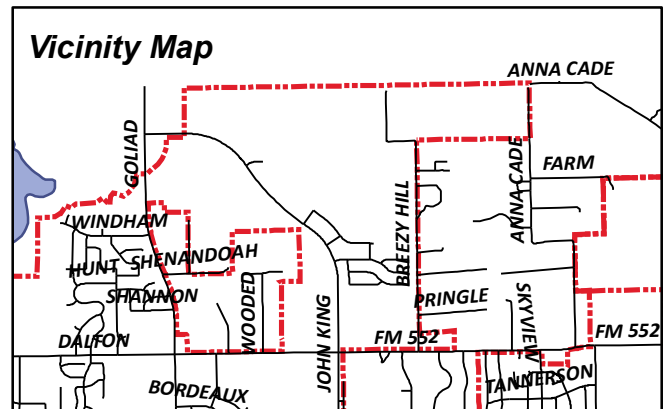 Vicinity Map
ANNA CADE
GOLIAD
ANNA CADE
FARM
WINDHAM
BREEZY HILL
HUNT
SHENANDOAH
SHANNON
WOODED
PRINGLE
SKYVIEW
JOHN KING
DALTON
FM 552
FM 552
BORDEAUX
TANNERSON